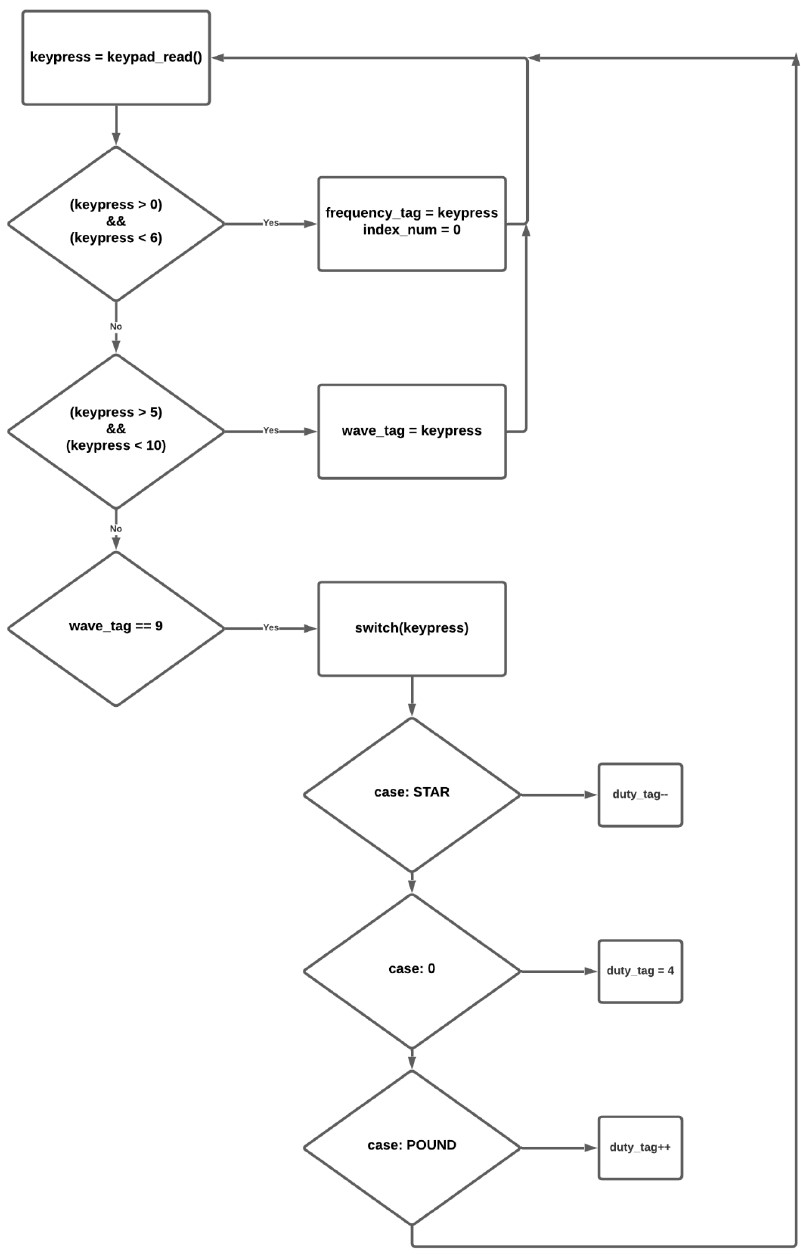 keypress = keypad_read()
(keypress > 0)
&&
(keypress < 6)
Yes
frequency_tag = keypress
index_num = 0
No
(keypress > 5)
&&
(keypress < 10)
Yes
wave_tag = keypress
No
wave_tag == 9
Yes
switch(keypress)
case: STAR
duty_tag--
case: 0
duty_tag = 4
case: POUND
duty_tag++